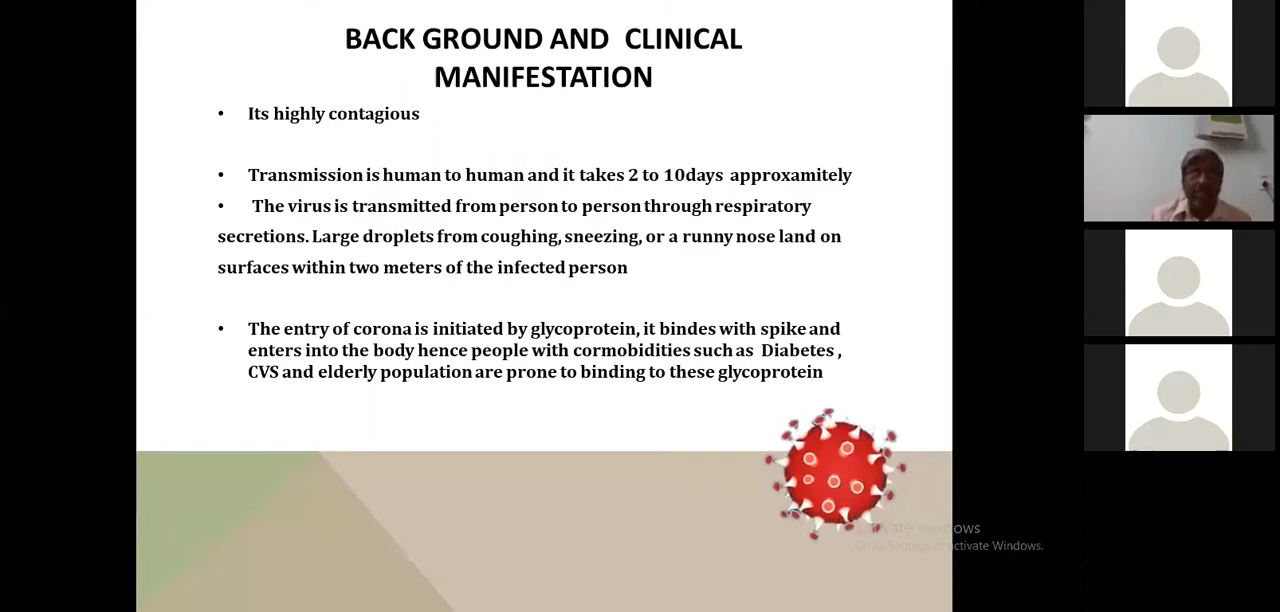 BACK GROUND AND CLINICAL
MANIFESTATION
• Its highly contagious
• Transmission is human to human and it takes 2 to 10days approxamitely
• The virus is transmitted from person to person through respiratory
secretions. Large droplets from coughing, sneezing, or a runny nose land on
surfaces within two meters of the infected person
• The entry of corona is initiated by glycoprotein, it bindes with spike and
enters into the body hence people with cormobidities such as Diabetes ,
CVS and elderly population are prone to binding to these glycoprotein
Activate Windows
Go to Settings to activate Windows.